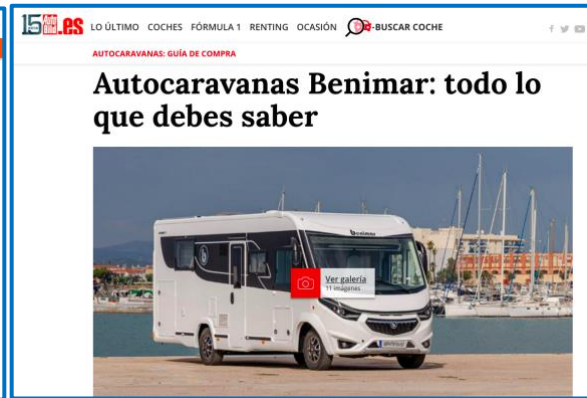 15 Auto Bild .es LO ÚLTIMO COCHES FÓRMULA 1 RENTING OCASIÓN -BUSCAR COCHE
AUTOCARAVANAS: GUÍA DE COMPRA
Autocaravanas Benimar: todo lo
que debes saber
benimar
Ver galería
11 imágenes